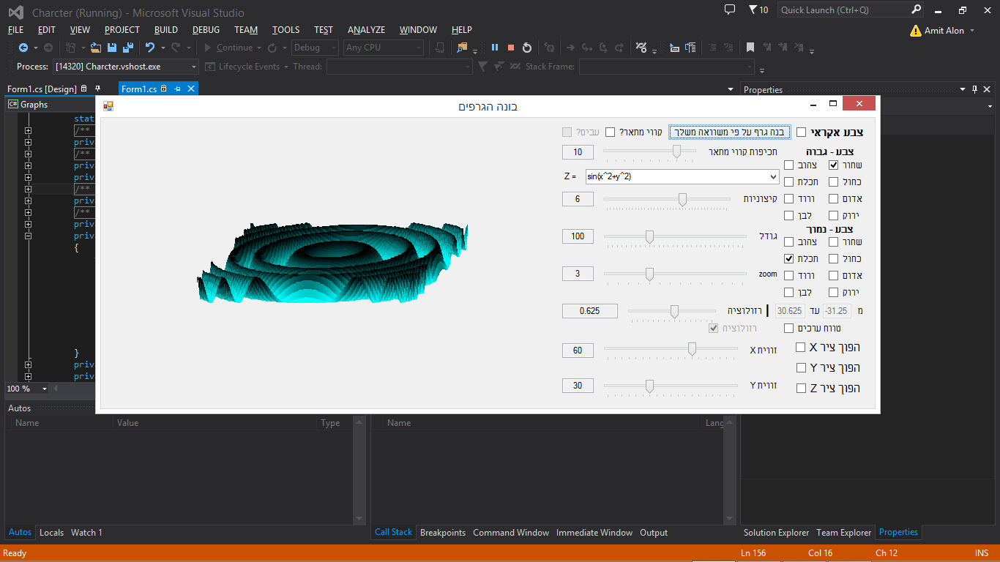 Charcter (Running) - Microsoft Visual Studio
10
Quick Launch (Ctrl+Q)
FILE EDIT VIEW PROJECT BUILD DEBUG TEAM TOOLS TEST ANALYZE WINDOW HELP
Amit Alon
Continue
Debug
Any CPU
Process: [14320] Charcter.vshost.exe
Lifecycle Events
Thread:
Stack Frame:
Form1.cs [Design]
Form1.cs
Properties
C# Graphs
stat
/**
priv
/**
priv
priv
/**
priv
/**
priv
priv
{
}
priv
priv
100 %
בונה הגרפים
צבע אקראי
בנה גרף על פי משוואה משלך
קווי מתאר?
עבים?
תכיפות קווי מתאר
10
Z =
sin(x^2+y^2)
קיצוניות
6
גודל
100
zoom
3
רזולוציה
0.625
רזולוציה
זווית X
60
זווית Y
30
צבע - גברה
שחור צהוב
כחול תכלת
אדום ורוד
ירוק לבן
צבע - נמוך
שחור צהוב
כחול תכלת
אדום ורוד
ירוק לבן
מ -31.25 עד 30.625
טווח ערכים
הפוך ציר X
הפוך ציר Y
הפוך ציר Z
Autos
Name Value Type
Name Lang
Autos Locals Watch 1
Call Stack Breakpoints Command Window Immediate Window Output
Solution Explorer Team Explorer Properties
Ready
Ln 156 Col 16 Ch 12 INS